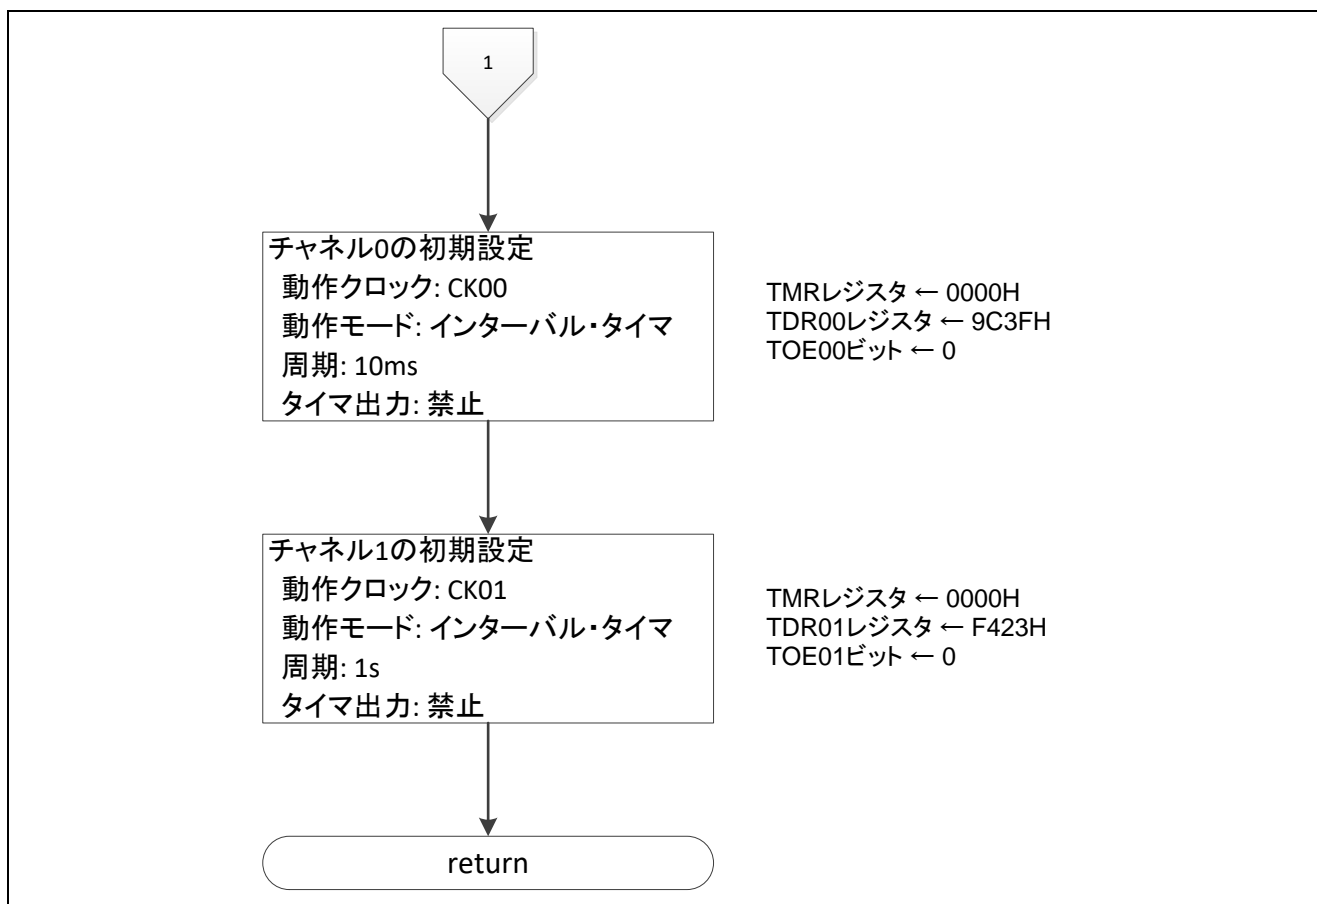 1
チャネル0の初期設定
動作クロック: CK00
動作モード: インターバル・タイマ
周期: 10ms
タイマ出力: 禁止
TMRレジスタ ← 0000H
TDR00レジスタ ← 9C3FH
TOE00ビット ← 0
チャネル1の初期設定
動作クロック: CK01
動作モード: インターバル・タイマ
周期: 1s
タイマ出力: 禁止
TMRレジスタ ← 0000H
TDR01レジスタ ← F423H
TOE01ビット ← 0
return